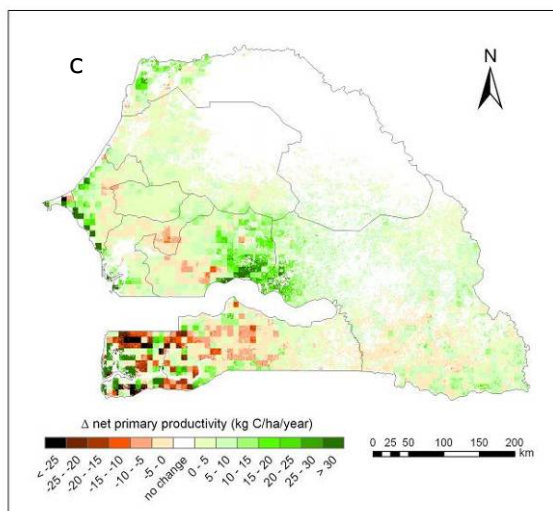 C
N
Δ net primary productivity (kg C/ha/year)
< -25
-25 - -20
-20 - -15
-15 - -10
-10 - -5
-5 - 0
no change
0 - 5
5 - 10
10 - 15
15 - 20
20 - 25
25 - 30
> 30
0 25 50 100 150 200
km